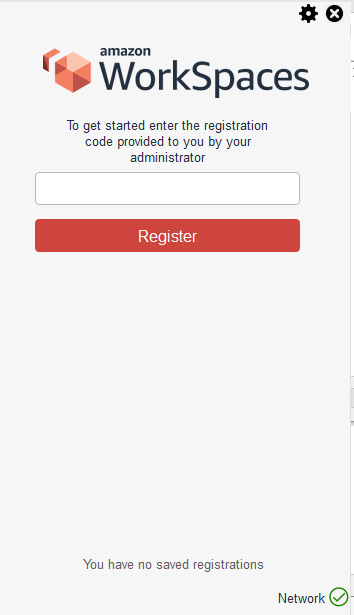 amazon
WorkSpaces
To get started enter the registration
code provided to you by your
administrator
Register
You have no saved registrations
Network